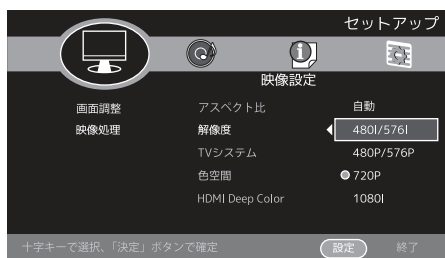 セットアップ
映像設定
画面調整
映像処理
アスペクト比
自動
解像度
480I/576I
TVシステム
480P/576P
色空間
720P
HDMI Deep Color
1080I
十字キーで選択、「決定」ボタンで確定
設定
終了